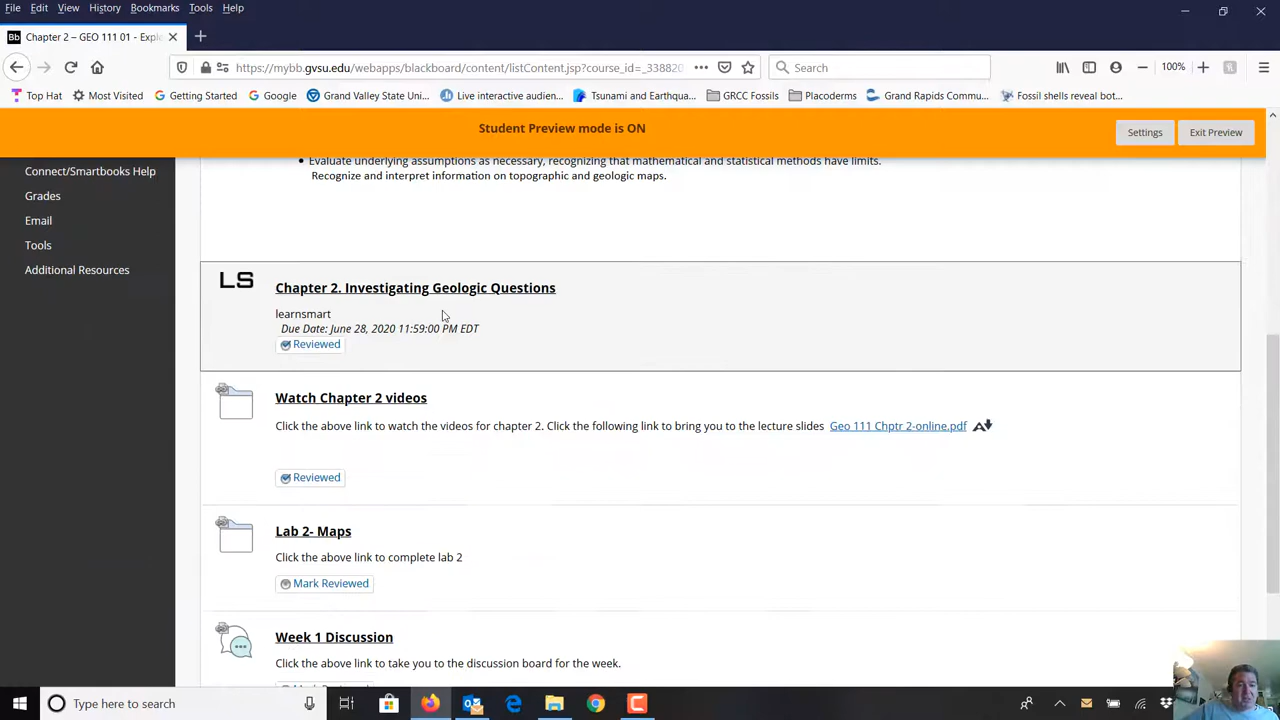 File Edit View History Bookmarks Tools Help
Bb Chapter 2 – GEO 111 01 - Expl
https://mybb.gvsu.edu/webapps/blackboard/content/listContent.jsp?course_id=_338820 Search 100%
Top Hat Most Visited Getting Started Google Grand Valley State Uni... Live interactive audien... Tsunami and Earthqua... GRCC Fossils Placoderms Grand Rapids Commu... Fossil shells reveal bot...
Student Preview mode is ON Settings Exit Preview
Evaluate underlying assumptions as necessary, recognizing that mathematical and statistical methods have limits.
Recognize and interpret information on topographic and geologic maps.
Connect/Smartbooks Help
Grades
Email
Tools
Additional Resources
LS Chapter 2. Investigating Geologic Questions
learnsmart
Due Date: June 28, 2020 11:59:00 PM EDT
Reviewed
Watch Chapter 2 videos
Click the above link to watch the videos for chapter 2. Click the following link to bring you to the lecture slides Geo 111 Chptr 2-online.pdf
Reviewed
Lab 2- Maps
Click the above link to complete lab 2
Mark Reviewed
Week 1 Discussion
Click the above link to take you to the discussion board for the week.
Type here to search